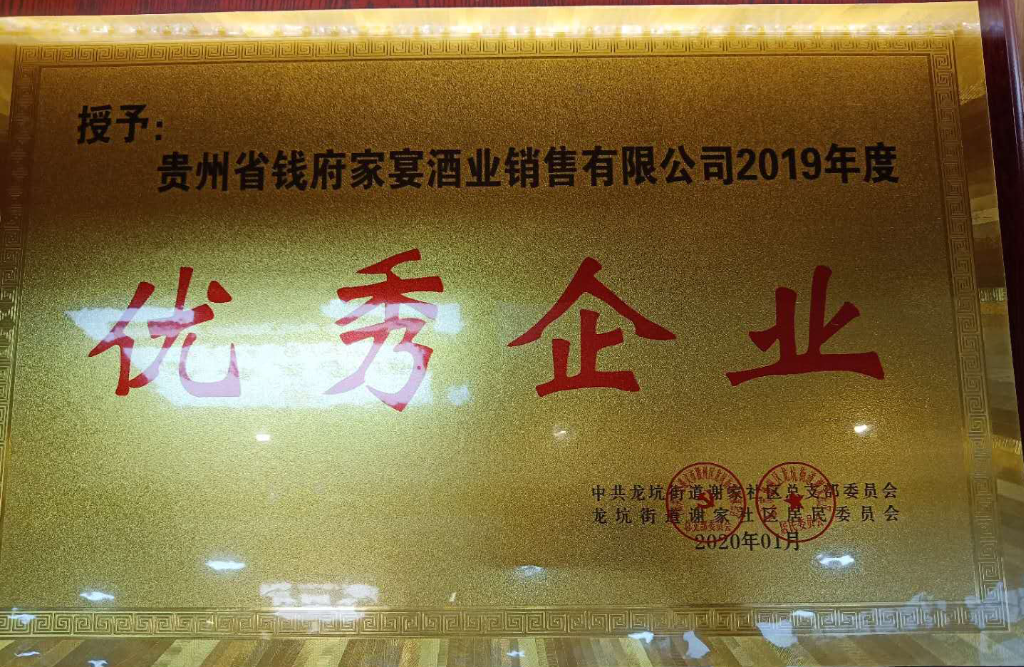 授予：
贵州省钱府家宴酒业销售有限公司2019年度
优秀企业
中共龙坑街道谢家社区总支部委员会
龙坑街道谢家社区居民委员会
2020年01月